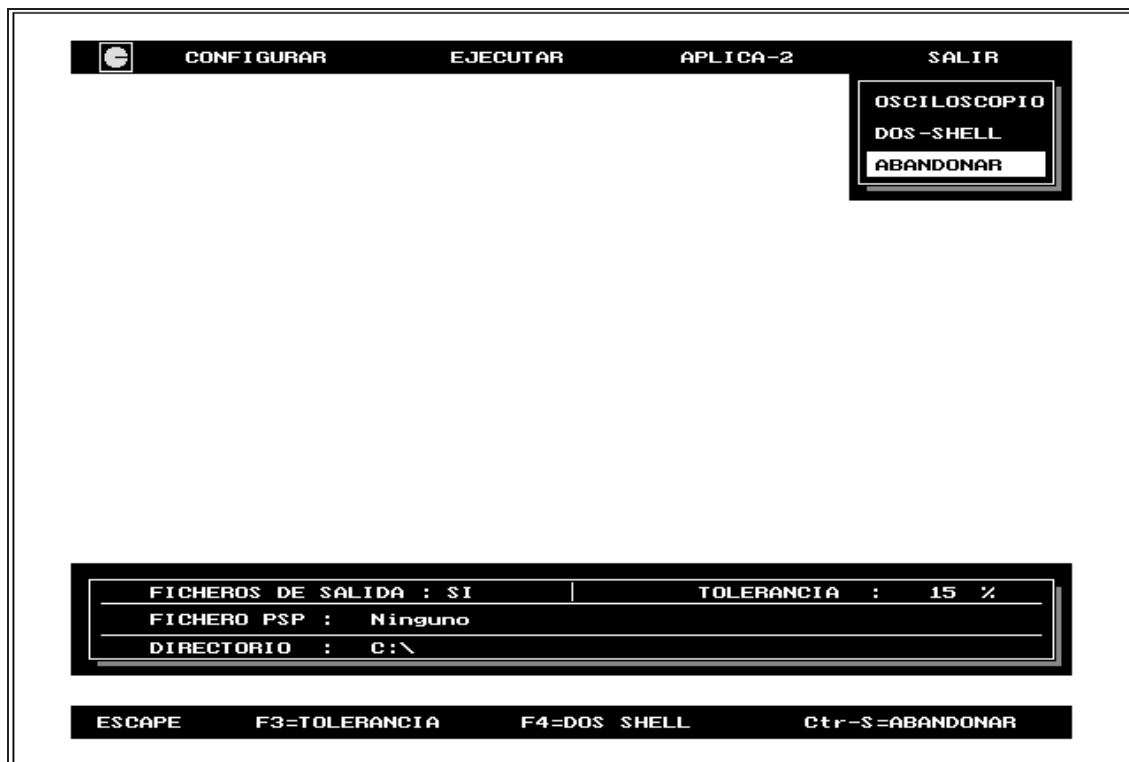 CONFIGURAR EJECUTAR APLICA-2 SALIR
OSCILOSCOPIO
DOS-SHELL
ABANDONAR
FICHEROS DE SALIDA : SI TOLERANCIA : 15 %
FICHERO PSP : Ninguno
DIRECTORIO : C:\
ESCAPE F3=TOLERANCIA F4=DOS SHELL Ctr-S=ABANDONAR